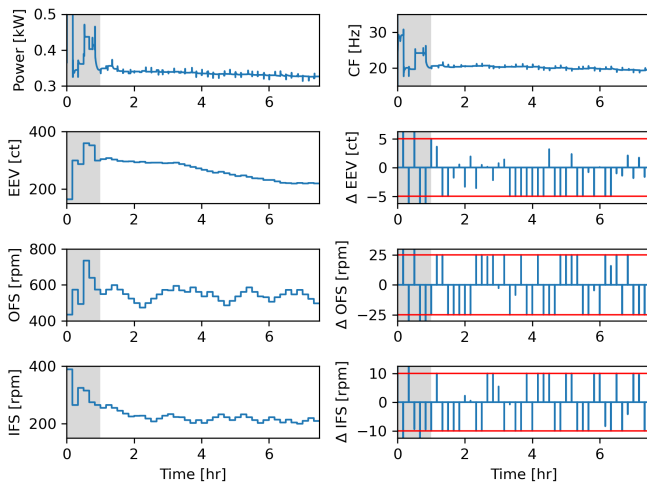 Power [kW]
0.5
0.4
0.3
0 2 4 6
CF [Hz]
40
20
0 2 4 6
EEV [ct]
400
200
0 2 4 6
Δ EEV [ct]
5
0
−5
0 2 4 6
OFS [rpm]
800
600
400
0 2 4 6
Δ OFS [rpm]
25
0
−25
0 2 4 6
IFS [rpm]
400
200
0 2 4 6
Time [hr]
Δ IFS [rpm]
10
0
−10
0 2 4 6
Time [hr]